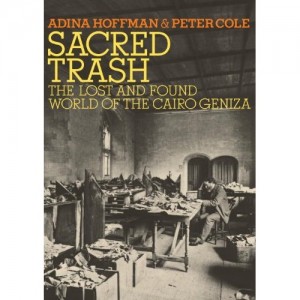 ADINA HOFFMAN & PETER COLE
SACRED
TRASH
THE LOST AND FOUND
WORLD OF THE CAIRO GENIZA